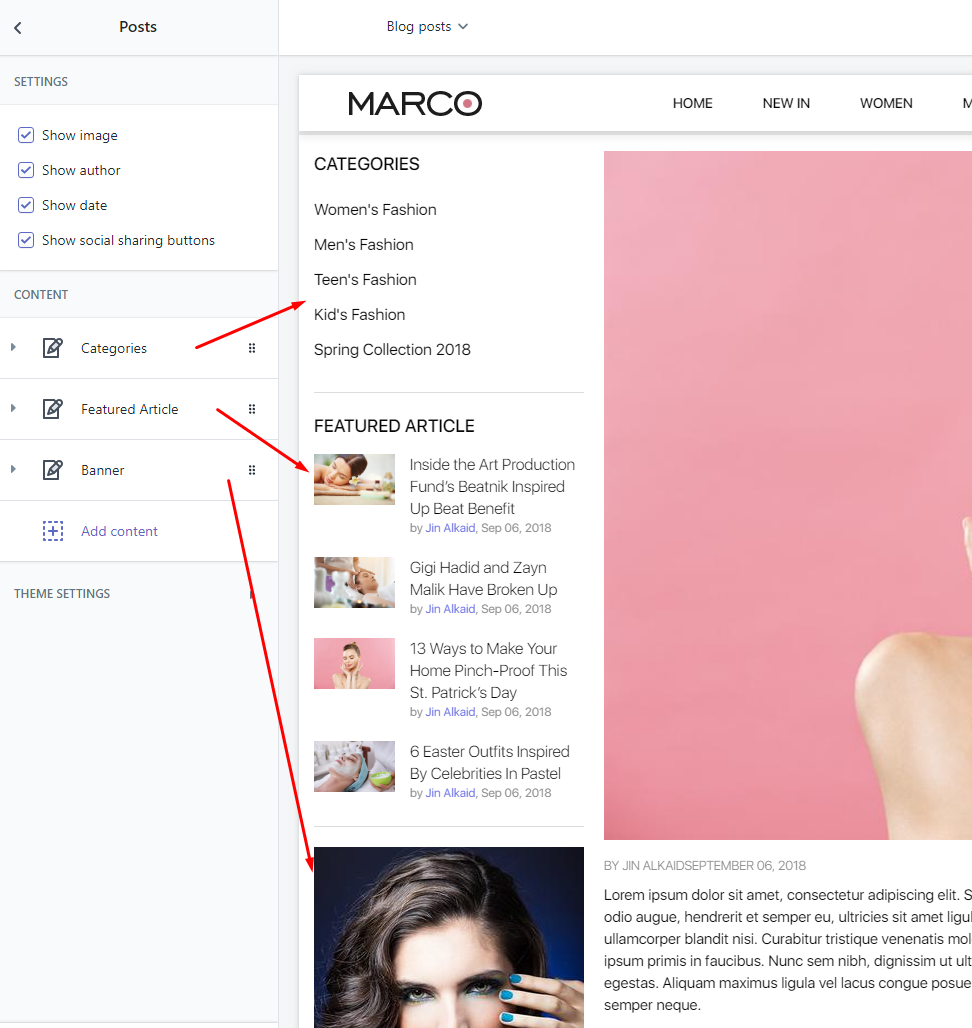 Posts
Blog posts
SETTINGS
Show image
Show author
Show date
Show social sharing buttons
CONTENT
Categories
Featured Article
Banner
Add content
THEME SETTINGS
MARCO
HOME
NEW IN
WOMEN
M
CATEGORIES
Women's Fashion
Men's Fashion
Teen's Fashion
Kid's Fashion
Spring Collection 2018
FEATURED ARTICLE
Inside the Art Production
Fund’s Beatnik Inspired
Up Beat Benefit
by Jin Alkaid, Sep 06, 2018
Gigi Hadid and Zayn
Malik Have Broken Up
by Jin Alkaid, Sep 06, 2018
13 Ways to Make Your
Home Pinch-Proof This
St. Patrick’s Day
by Jin Alkaid, Sep 06, 2018
6 Easter Outfits Inspired
By Celebrities In Pastel
by Jin Alkaid, Sep 06, 2018
BY JIN ALKAIDSEPTEMBER 06, 2018
Lorem ipsum dolor sit amet, consectetur adipiscing elit. S
odio augue, hendrerit et semper eu, ultricies sit amet ligul
ullamcorper blandit nisi. Curabitur tristique venenatis mol
ipsum primis in faucibus. Nunc sem nibh, dignissim ut ult
egestas. Aliquam maximus ligula vel lacus congue posue
semper neque.